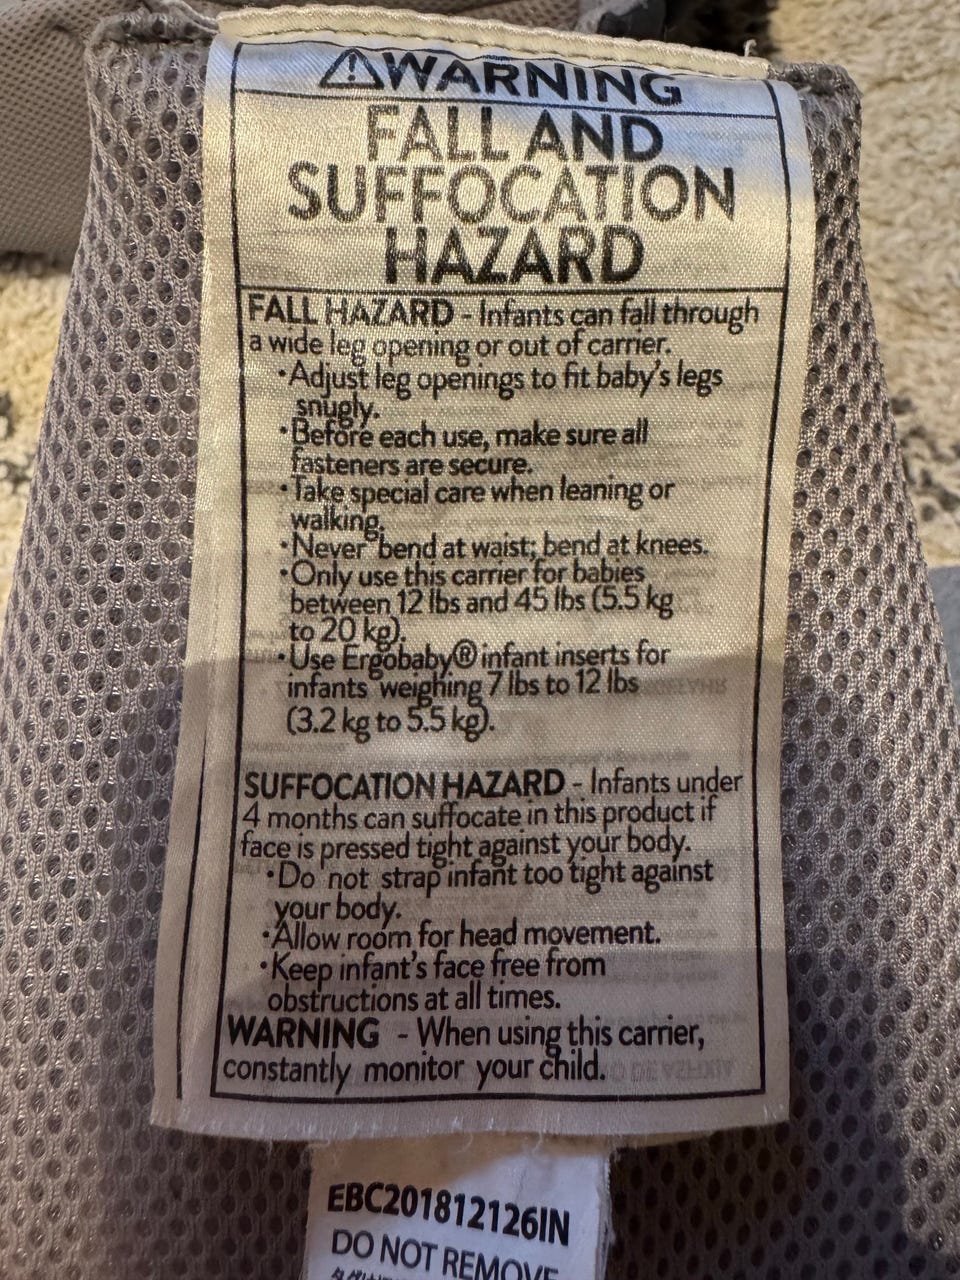 ⚠WARNING
FALL AND
SUFFOCATION
HAZARD
FALL HAZARD - Infants can fall through
a wide leg opening or out of carrier.
•Adjust leg openings to fit baby's legs
snugly.
•Before each use, make sure all
fasteners are secure.
•Take special care when leaning or
walking.
•Never bend at waist; bend at knees.
•Only use this carrier for babies
between 12 lbs and 45 lbs (5.5 kg
to 20 kg).
•Use Ergobaby® infant inserts for
infants weighing 7 lbs to 12 lbs
(3.2 kg to 5.5 kg).
SUFFOCATION HAZARD - Infants under
4 months can suffocate in this product if
face is pressed tight against your body.
•Do not strap infant too tight against
your body.
•Allow room for head movement.
•Keep infant's face free from
obstructions at all times.
WARNING - When using this carrier,
constantly monitor your child.
EBC201812126IN
DO NOT REMOVE